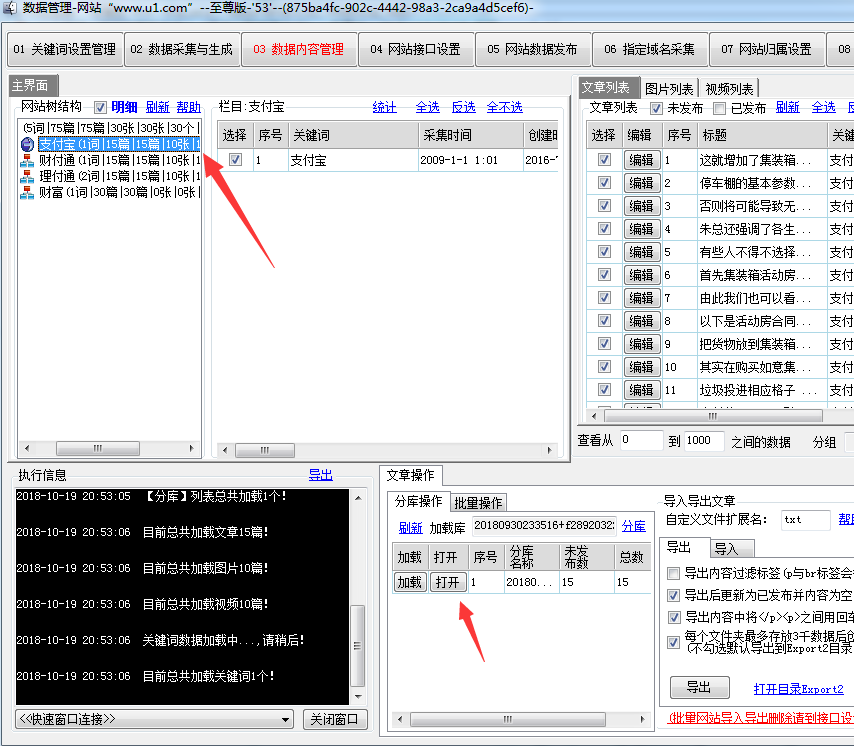 数据管理-网站“www.u1.com”--至尊版-'53'--(875ba4fc-902c-4442-98a3-2ca9a4d5cef6)-
01 关键词设置管理 02 数据采集与生成 03 数据内容管理 04 网站接口设置 05 网站数据发布 06 指定域名采集 07 网站归属设置 08
主界面
网站树结构 明细 刷新 帮助
(5词|75篇|75篇|30张|30张|30个|
支付宝(1词|15篇|15篇|10张|1
财付通(1词|15篇|15篇|10张|1
理付通(2词|15篇|15篇|10张|1
财富(1词|30篇|30篇|0张|0张|
栏目:支付宝 统计 全选 反选 全不选
选择 序号 关键词 采集时间 创建时
1 支付宝 2009-1-1 1:01 2016-
文章列表 图片列表 视频列表
文章列表 未发布 已发布 刷新 全选
选择 编辑 序号 标题 关键
编辑 1 这就增加了集装箱... 支付
编辑 2 停车棚的基本参数... 支付
编辑 3 否则将可能导致无... 支付
编辑 4 朱总还强调了各生... 支付
编辑 5 有些人不得不选择... 支付
编辑 6 首先集装箱活动房... 支付
编辑 7 由此我们也可以看... 支付
编辑 8 以下是活动房合同... 支付
编辑 9 把货物放到集装箱... 支付
编辑 10 其实在购买如意集... 支付
编辑 11 垃圾投进相应格子 ... 支付
查看从 0 到 1000 之间的数据 分组
执行信息 导出
2018-10-19 20:53:05 【分库】列表总共加载1个!
2018-10-19 20:53:06 目前总共加载文章15篇!
2018-10-19 20:53:06 目前总共加载图片10篇!
2018-10-19 20:53:06 目前总共加载视频10篇!
2018-10-19 20:53:06 关键词数据加载中...,请稍后!
2018-10-19 20:53:06 目前总共加载关键词1个!
<<快速窗口连接>> 关闭窗口
文章操作
分库操作 批量操作
刷新 加载库 20180930233516+f2892032 分库
加载 打开 序号 分库名称 未发布数 总数
加载 打开 1 20180... 15 15
导入导出文章
自定义文件扩展名: txt 帮
导出 导入
导出内容过滤标签(p与br标签会
导出后更新为已发布并内容为空
导出内容中将</p><p>之间用回车
每个文件夹最多存放3千数据后创
(不勾选默认导出到Export2目录
导出 打开目录Export2
(批量网站导入导出删除请到接口设